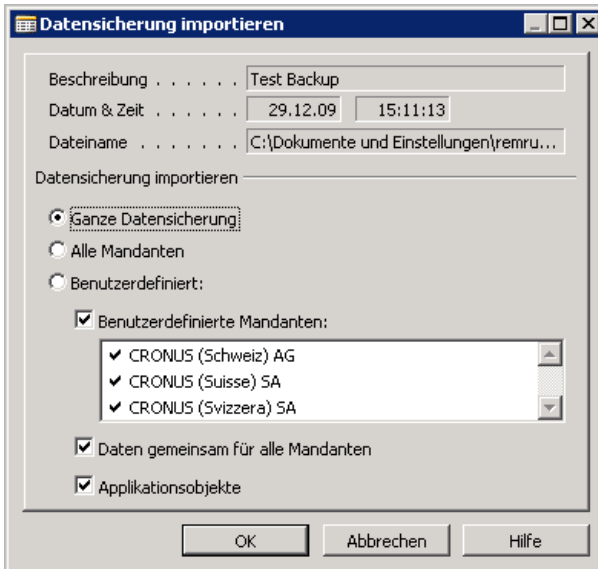 Datensicherung importieren
Beschreibung . . . . . . Test Backup
Datum & Zeit . . . . . . 29.12.09 15:11:13
Dateiname . . . . . . . C:\Dokumente und Einstellungen\remru...
Datensicherung importieren
Ganze Datensicherung
Alle Mandanten
Benutzerdefiniert:
Benutzerdefinierte Mandanten:
CRONUS (Schweiz) AG
CRONUS (Suisse) SA
CRONUS (Svizzera) SA
Daten gemeinsam für alle Mandanten
Applikationsobjekte
OK Abbrechen Hilfe